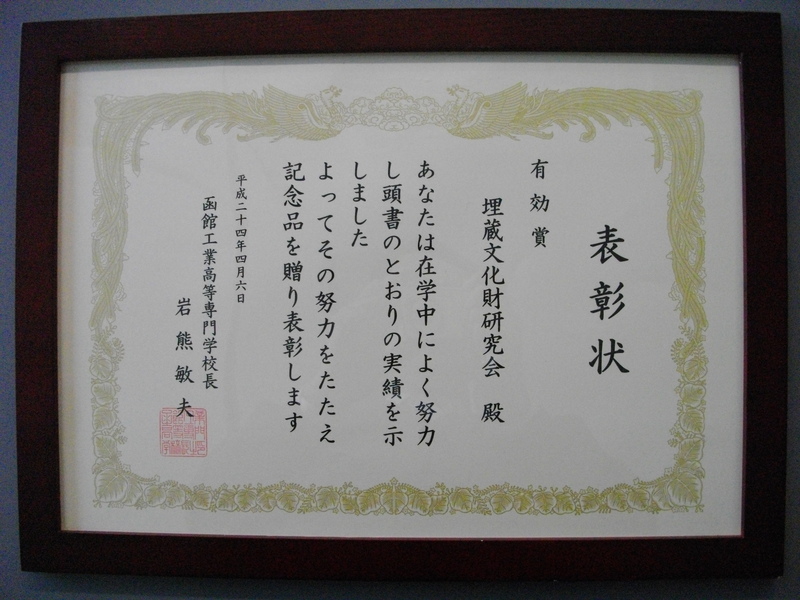 表彰状
有効賞
埋蔵文化財研究会 殿
あなたは在学中によく努力
し頭書のとおりの実績を示
しました
よってその努力をたたえ
記念品を贈り表彰します
平成二十四年四月六日
函館工業高等専門学校長
岩熊敏夫